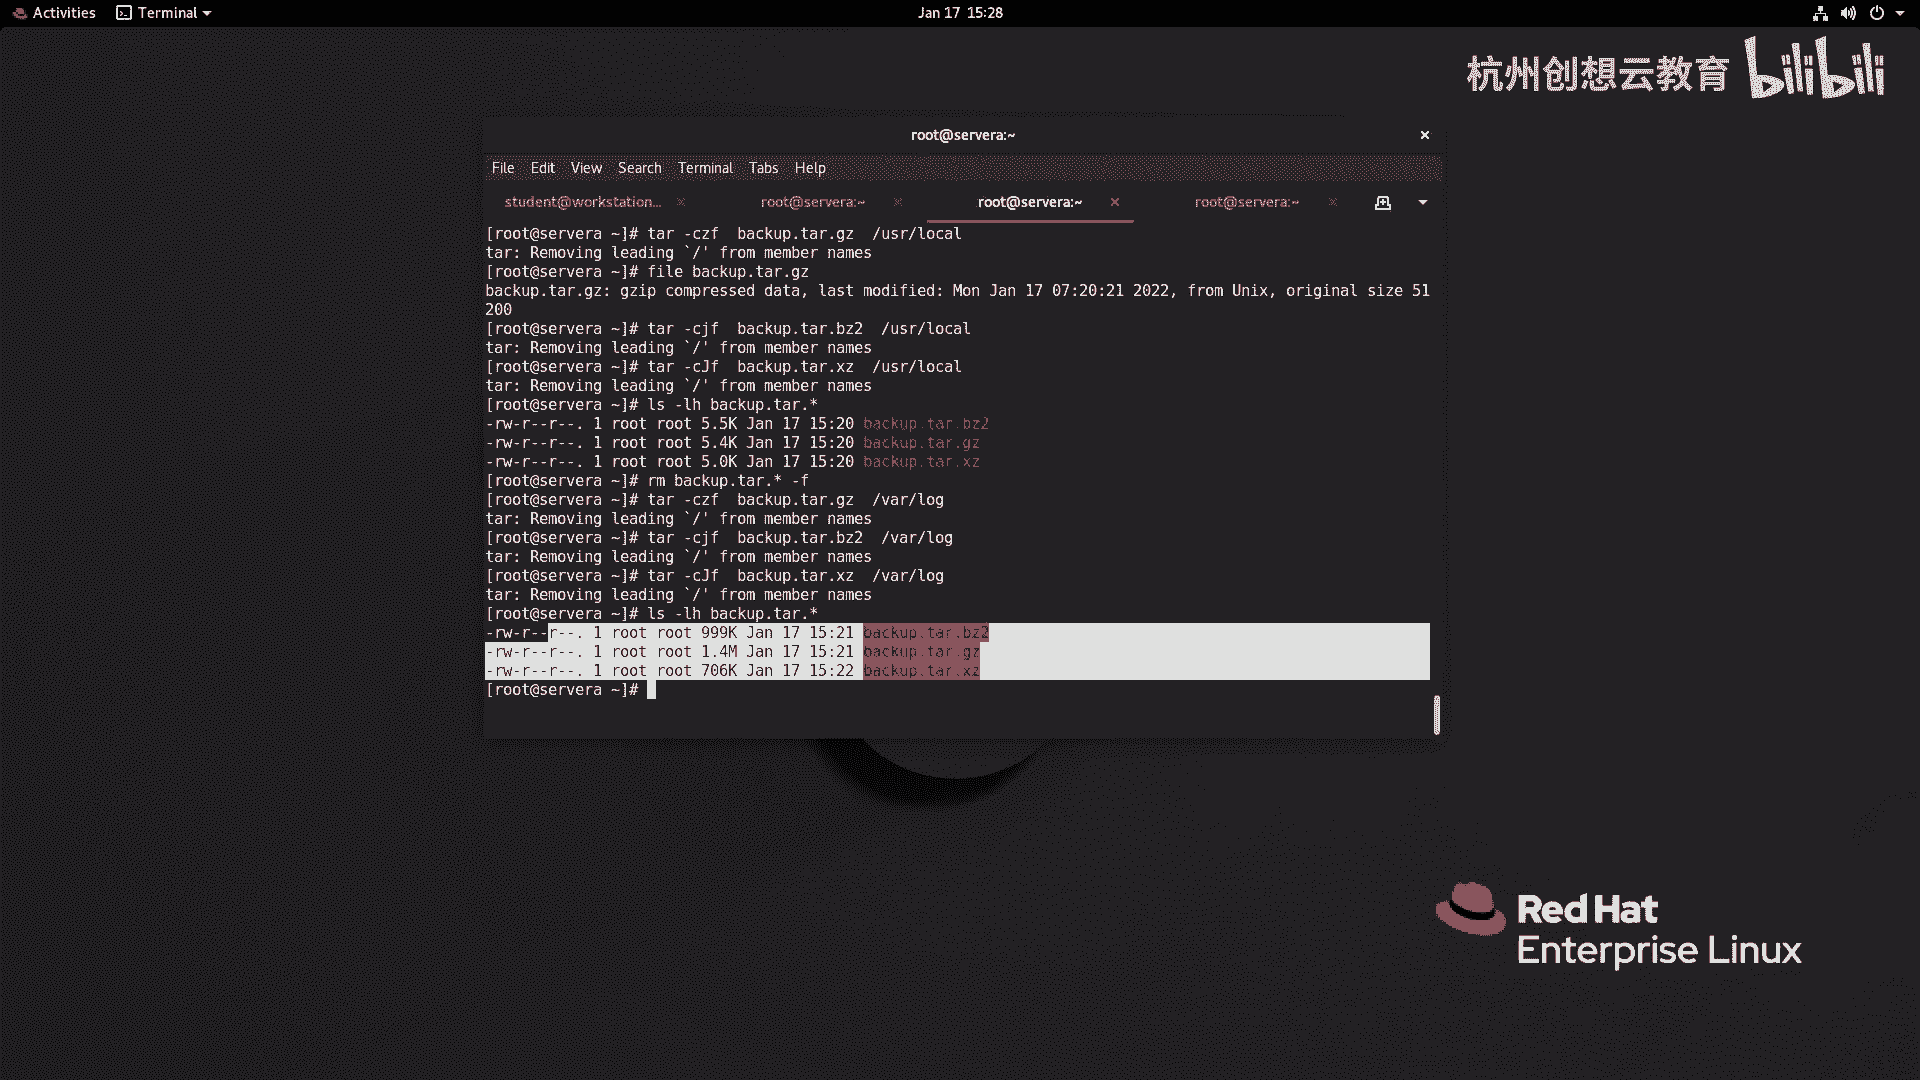 Activities Terminal Jan 17 15:28
杭州创想云教育 bilibili
root@servera:~
File Edit View Search Terminal Tabs Help
student@workstation... root@servera:~ root@servera:~ root@servera:~
[root@servera ~]# tar -czf  backup.tar.gz  /usr/local
tar: Removing leading `/' from member names
[root@servera ~]# file backup.tar.gz
backup.tar.gz: gzip compressed data, last modified: Mon Jan 17 07:20:21 2022, from Unix, original size 51
200
[root@servera ~]# tar -cjf  backup.tar.bz2  /usr/local
tar: Removing leading `/' from member names
[root@servera ~]# tar -cJf  backup.tar.xz  /usr/local
tar: Removing leading `/' from member names
[root@servera ~]# ls -lh backup.tar.*
-rw-r--r--. 1 root root 5.5K Jan 17 15:20 backup.tar.bz2
-rw-r--r--. 1 root root 5.4K Jan 17 15:20 backup.tar.gz
-rw-r--r--. 1 root root 5.0K Jan 17 15:20 backup.tar.xz
[root@servera ~]# rm backup.tar.* -f
[root@servera ~]# tar -czf  backup.tar.gz  /var/log
tar: Removing leading `/' from member names
[root@servera ~]# tar -cjf  backup.tar.bz2  /var/log
tar: Removing leading `/' from member names
[root@servera ~]# tar -cJf  backup.tar.xz  /var/log
tar: Removing leading `/' from member names
[root@servera ~]# ls -lh backup.tar.*
-rw-r--r--. 1 root root 999K Jan 17 15:21 backup.tar.bz2
-rw-r--r--. 1 root root 1.4M Jan 17 15:21 backup.tar.gz
-rw-r--r--. 1 root root 706K Jan 17 15:22 backup.tar.xz
[root@servera ~]#
Red Hat
Enterprise Linux